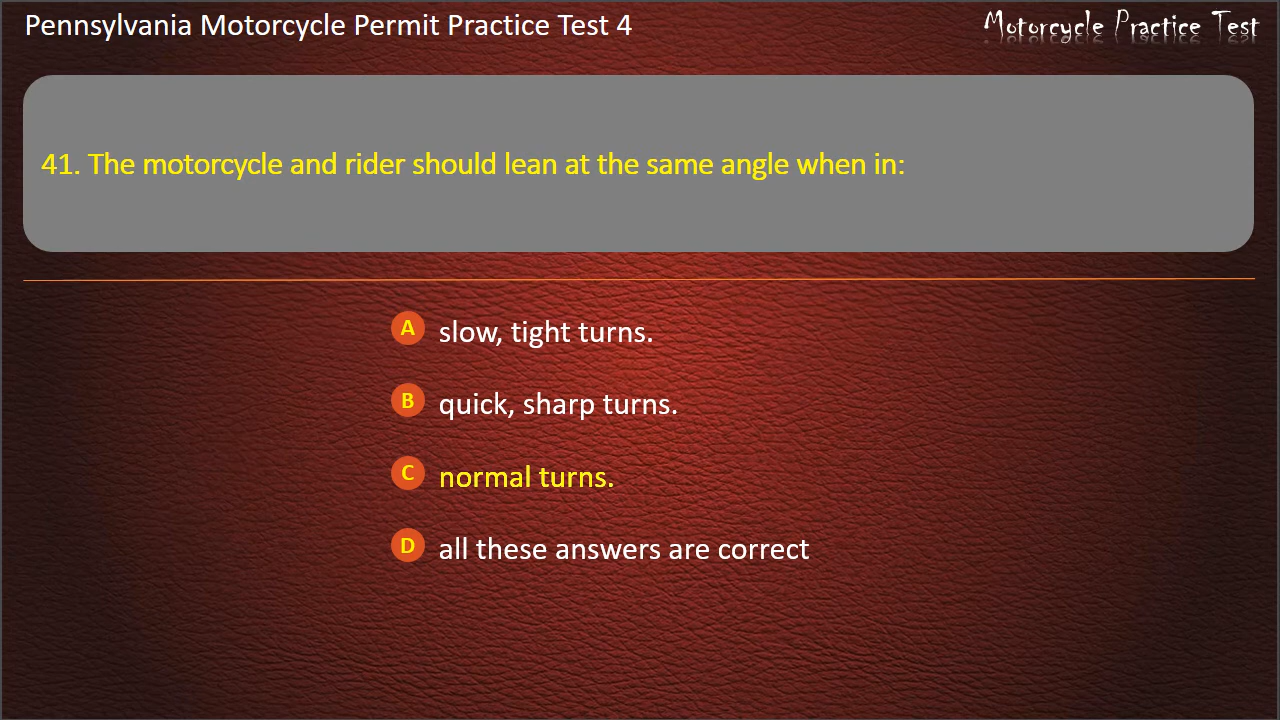 Pennsylvania Motorcycle Permit Practice Test 4
Motorcycle Practice Test
41. The motorcycle and rider should lean at the same angle when in:
A slow, tight turns.
B quick, sharp turns.
C normal turns.
D all these answers are correct